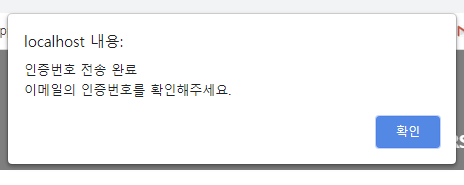 localhost 내용:
인증번호 전송 완료
이메일의 인증번호를 확인해주세요.
확인